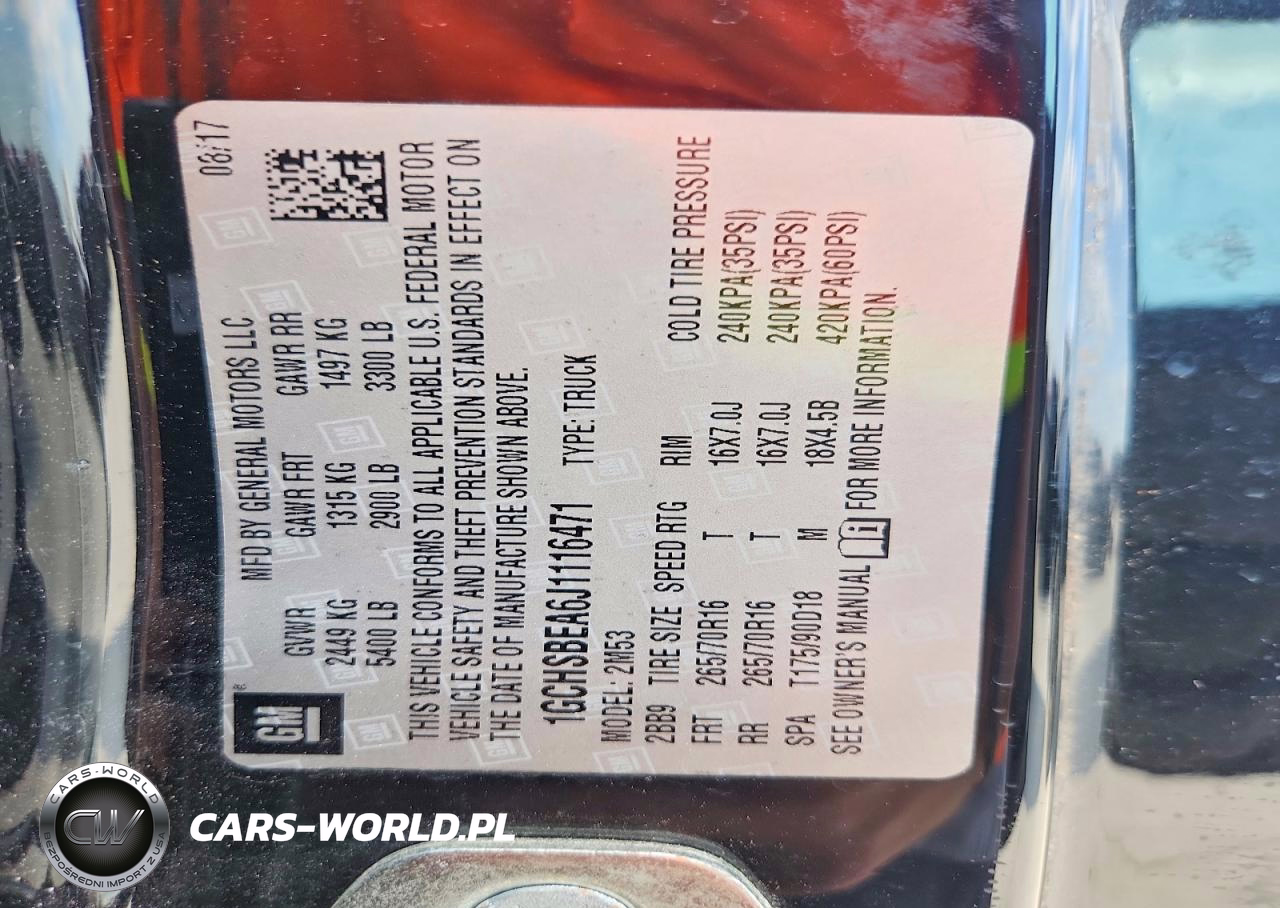 GM ®
MFD BY GENERAL MOTORS LLC 08/17
GVWR GAWR FRT GAWR RR
2449 KG 1315 KG 1497 KG
5400 LB 2900 LB 3300 LB
THIS VEHICLE CONFORMS TO ALL APPLICABLE U.S. FEDERAL MOTOR
VEHICLE SAFETY AND THEFT PREVENTION STANDARDS IN EFFECT ON
THE DATE OF MANUFACTURE SHOWN ABOVE.
1GCHSBEA6J1116471 TYPE: TRUCK
MODEL: 2M53
2BB9 TIRE SIZE SPEED RTG RIM COLD TIRE PRESSURE
FRT 265/70R16 T 16X7.0J 240KPA(35PSI)
RR 265/70R16 T 16X7.0J 240KPA(35PSI)
SPA T175/90D18 M 18X4.5B 420KPA(60PSI)
SEE OWNER'S MANUAL i FOR MORE INFORMATION.
CARS-WORLD
CW
BEZPOŚREDNI IMPORT Z USA
CARS-WORLD.PL